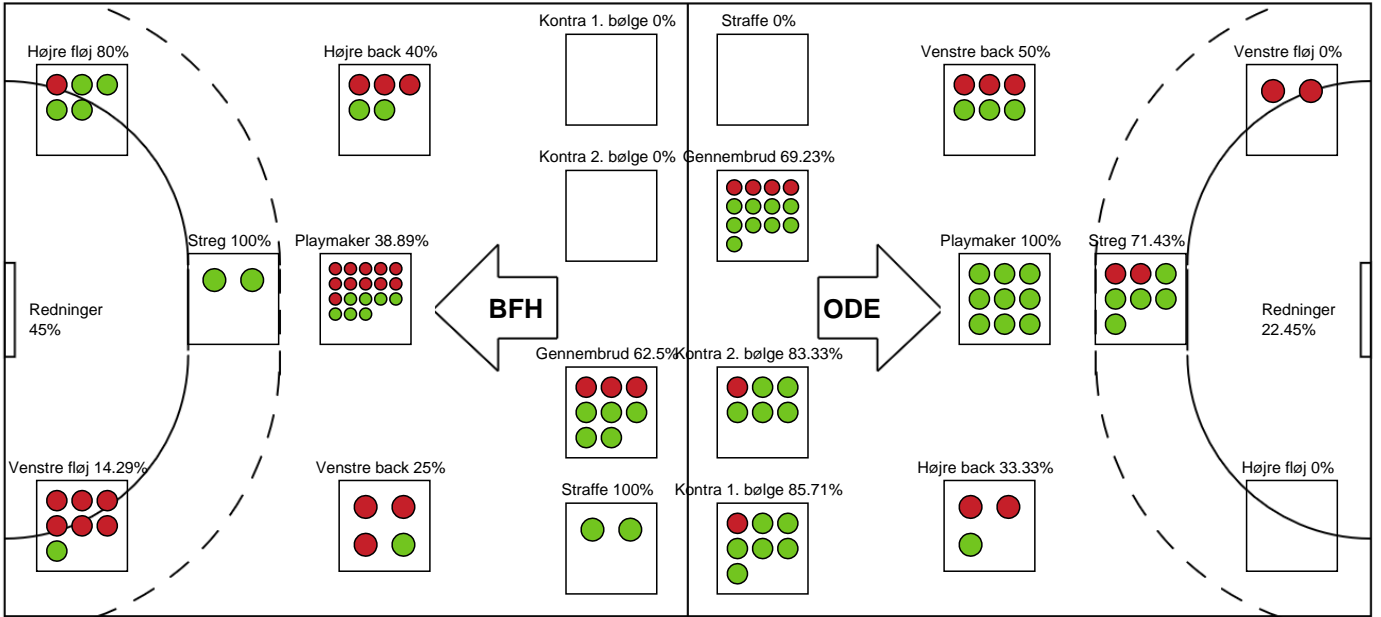 Kontra 1. bølge 0%
Straffe 0%
Højre fløj 80%
Højre back 40%
Venstre back 50%
Venstre fløj 0%
Kontra 2. bølge 0%
Gennembrud 69.23%
Streg 100%
Playmaker 38.89%
Playmaker 100%
Streg 71.43%
Redninger
45%
BFH
ODE
Redninger
22.45%
Gennembrud 62.5%
Kontra 2. bølge 83.33%
Venstre fløj 14.29%
Venstre back 25%
Straffe 100%
Kontra 1. bølge 85.71%
Højre back 33.33%
Højre fløj 0%